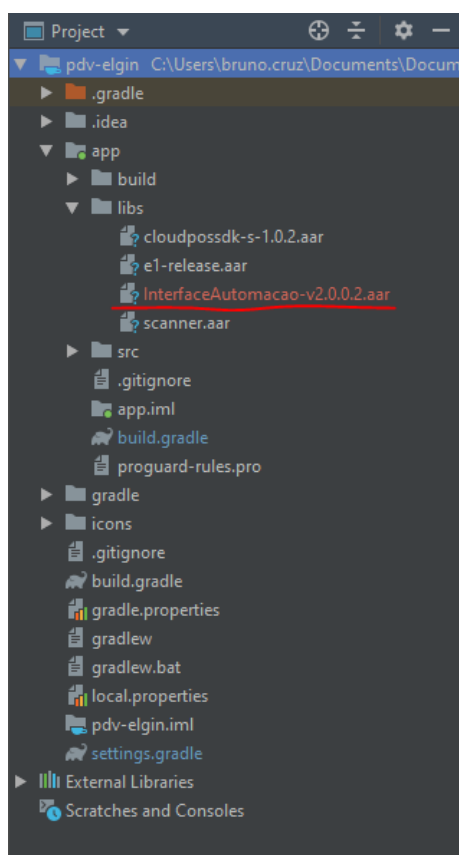 Project
pdv-elgin C:\Users\bruno.cruz\Documents\Docum
.gradle
.idea
app
build
libs
cloudpossdk-s-1.0.2.aar
e1-release.aar
InterfaceAutomacao-v2.0.0.2.aar
scanner.aar
src
.gitignore
app.iml
build.gradle
proguard-rules.pro
gradle
icons
.gitignore
build.gradle
gradle.properties
gradlew
gradlew.bat
local.properties
pdv-elgin.iml
settings.gradle
External Libraries
Scratches and Consoles